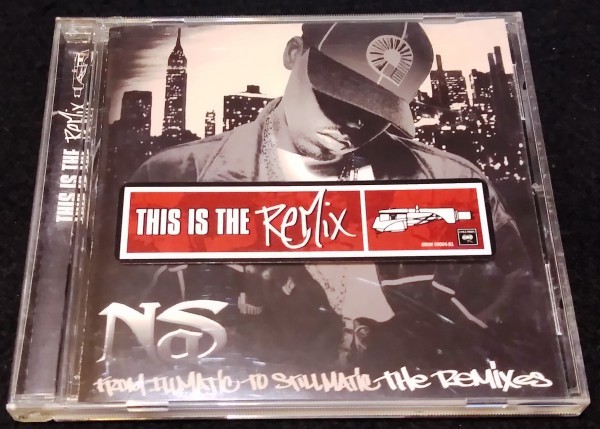 THIS IS THE Remix
THIS IS THE Remix
NaS
FROM ILLMATIC TO STILLMATIC THE REMIXES